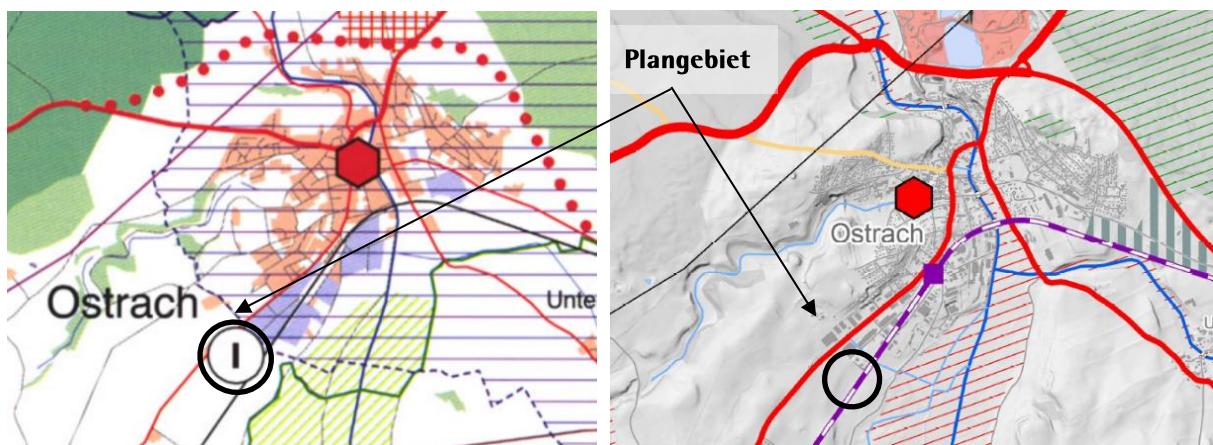 Plangebiet
Ostrach
Ostrach
Unte
I
u